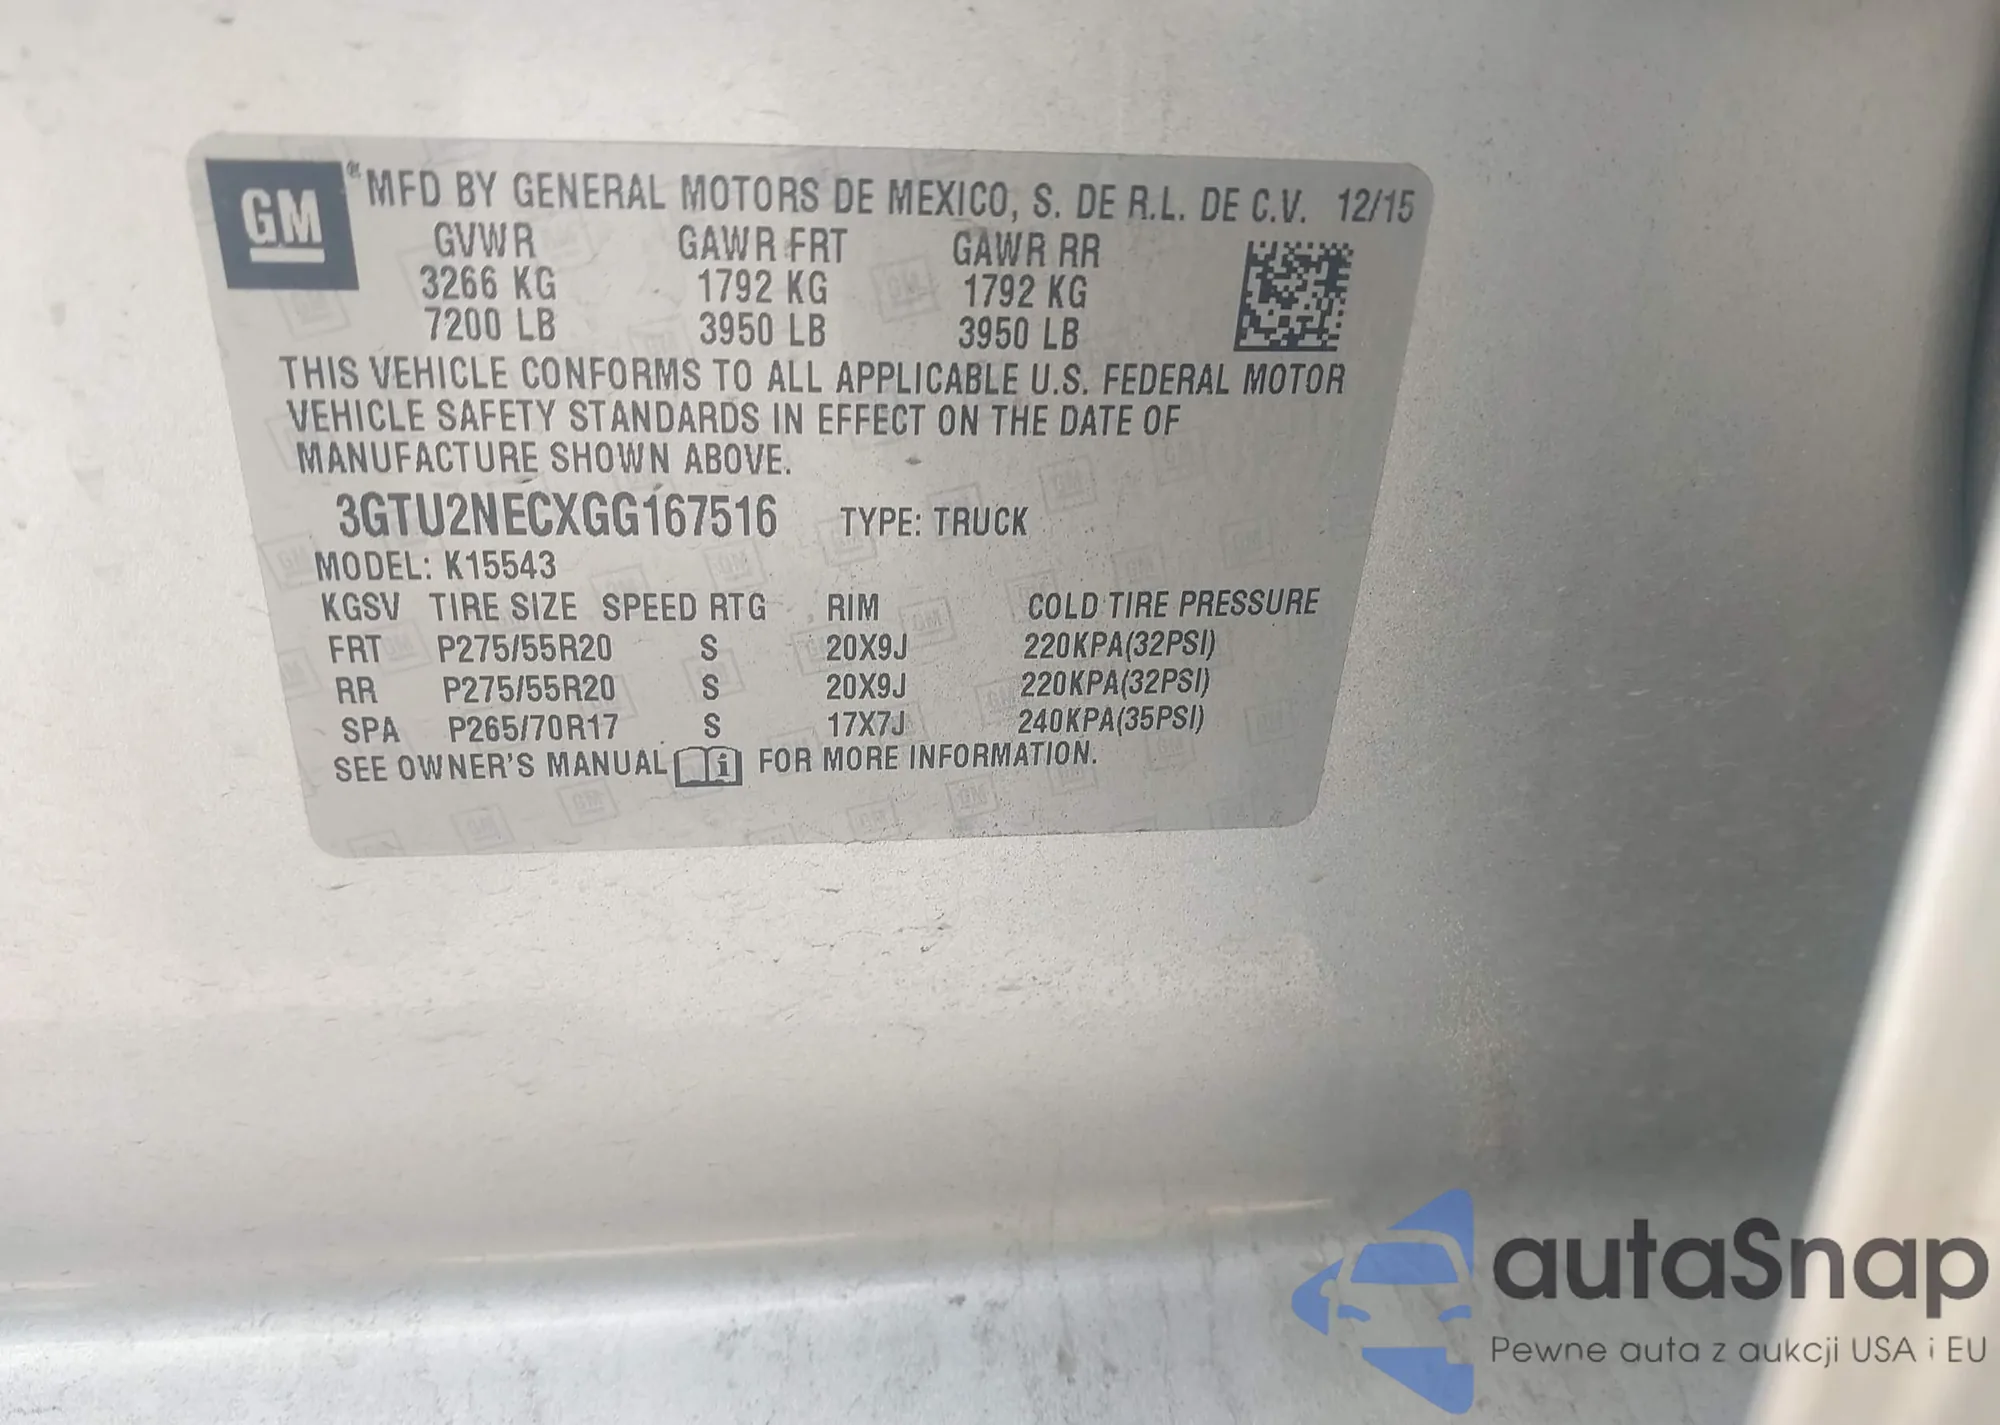 GM
® MFD BY GENERAL MOTORS DE MEXICO, S. DE R.L. DE C.V. 12/15
GVWR GAWR FRT GAWR RR
3266 KG 1792 KG 1792 KG
7200 LB 3950 LB 3950 LB
THIS VEHICLE CONFORMS TO ALL APPLICABLE U.S. FEDERAL MOTOR
VEHICLE SAFETY STANDARDS IN EFFECT ON THE DATE OF
MANUFACTURE SHOWN ABOVE.
3GTU2NECXGG167516 TYPE: TRUCK
MODEL: K15543
KGSV TIRE SIZE SPEED RTG RIM COLD TIRE PRESSURE
FRT P275/55R20 S 20X9J 220KPA(32PSI)
RR P275/55R20 S 20X9J 220KPA(32PSI)
SPA P265/70R17 S 17X7J 240KPA(35PSI)
SEE OWNER'S MANUAL i FOR MORE INFORMATION.
autaSnap
Pewne auta z aukcji USA i EU